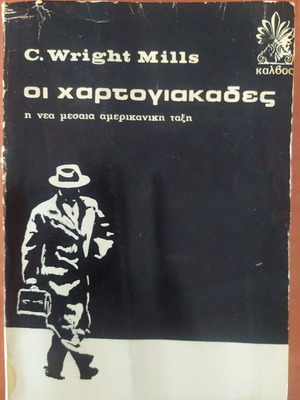 C. Wright Mills
καλβος
οι χαρτογιακαδες
η νεα μεσαια αμερικανικη ταξη